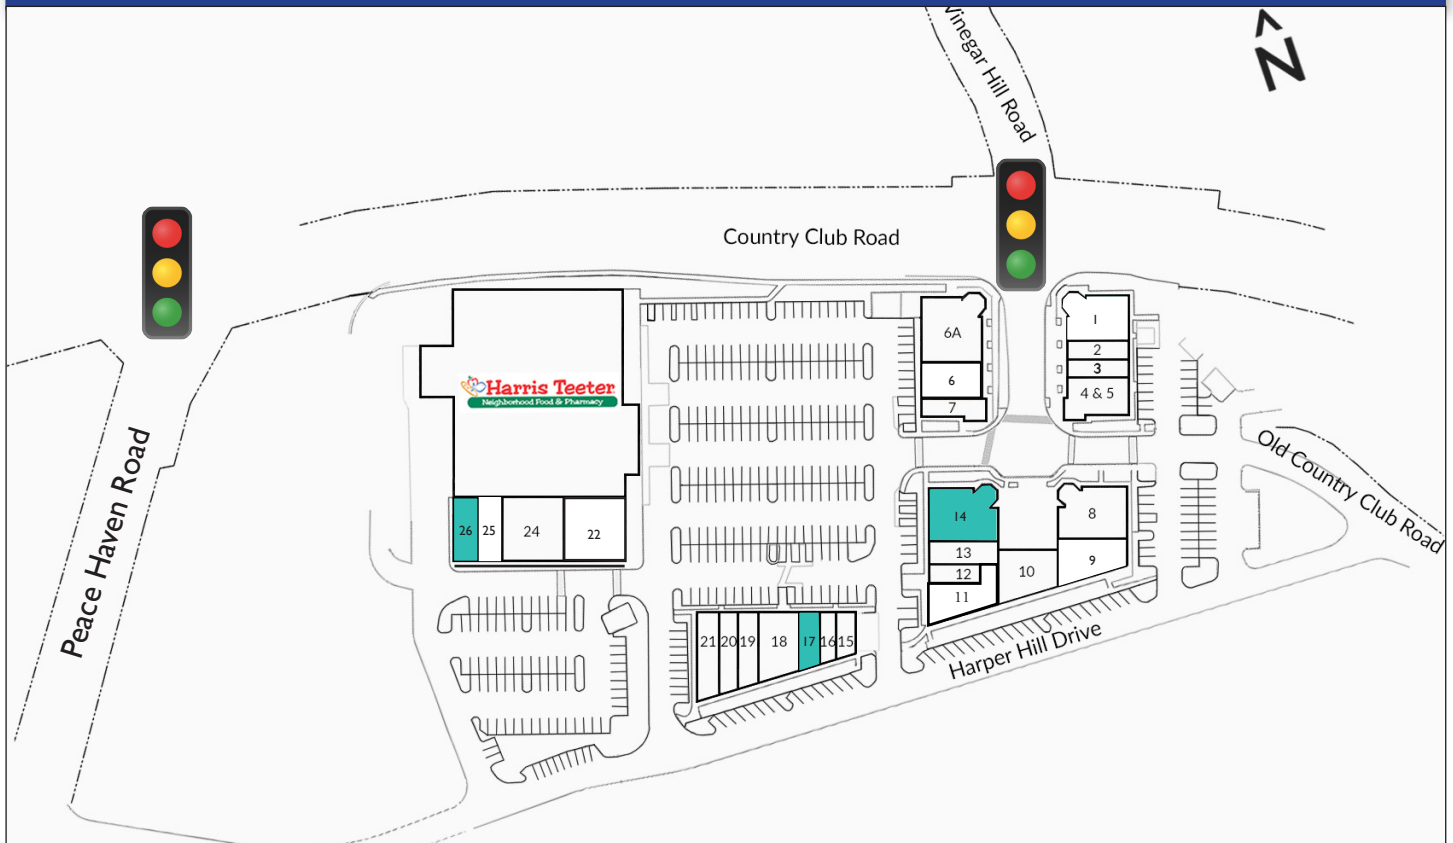 Vinegar Hill Road
N
Country Club Road
6A
1
2
3
4 & 5
6
7
Harris Teeter
Neighborhood Food & Pharmacy
Old Country Club Road
Peace Haven Road
26
25
24
22
14
8
13
12
10
9
11
21
20
19
18
17
16
15
Harper Hill Drive